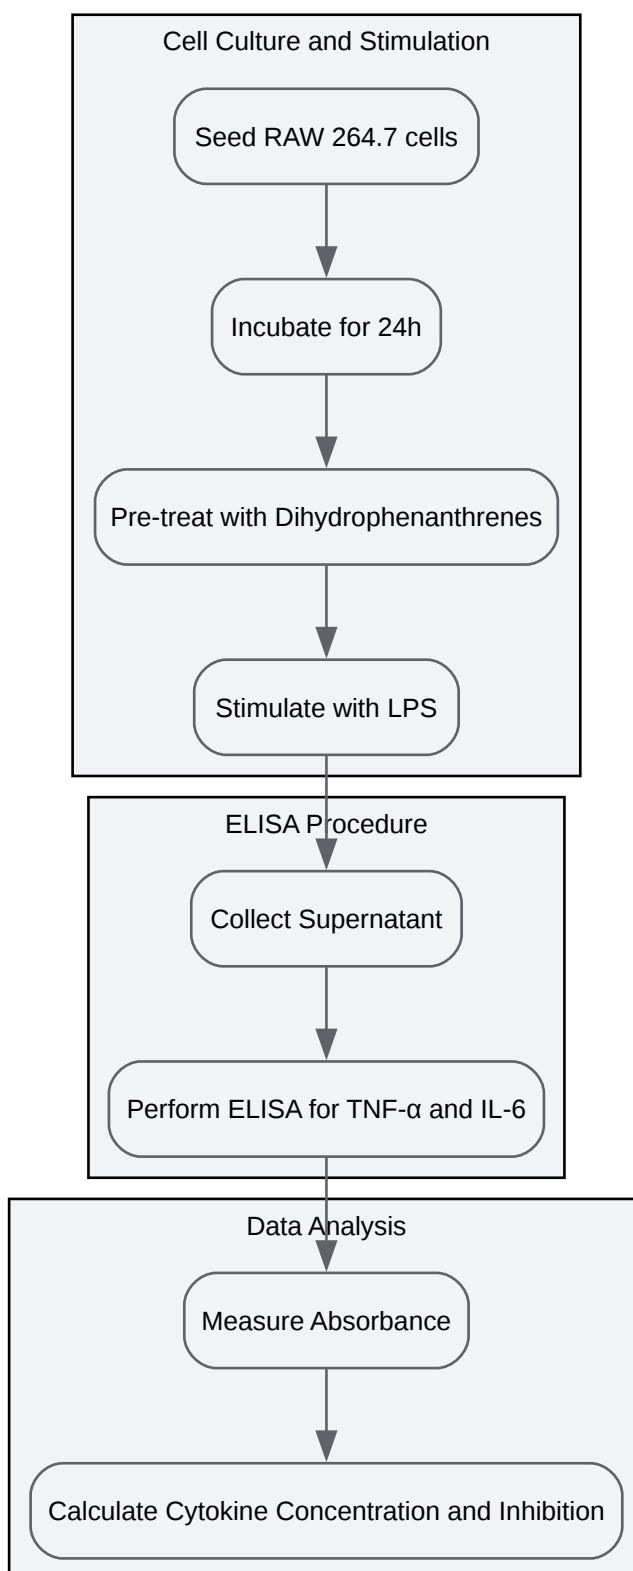 Cell Culture and Stimulation
Seed RAW 264.7 cells
Incubate for 24h
Pre-treat with Dihydrophenanthrenes
Stimulate with LPS
ELISA Procedure
Collect Supernatant
Perform ELISA for TNF-α and IL-6
Data Analysis
Measure Absorbance
Calculate Cytokine Concentration and Inhibition